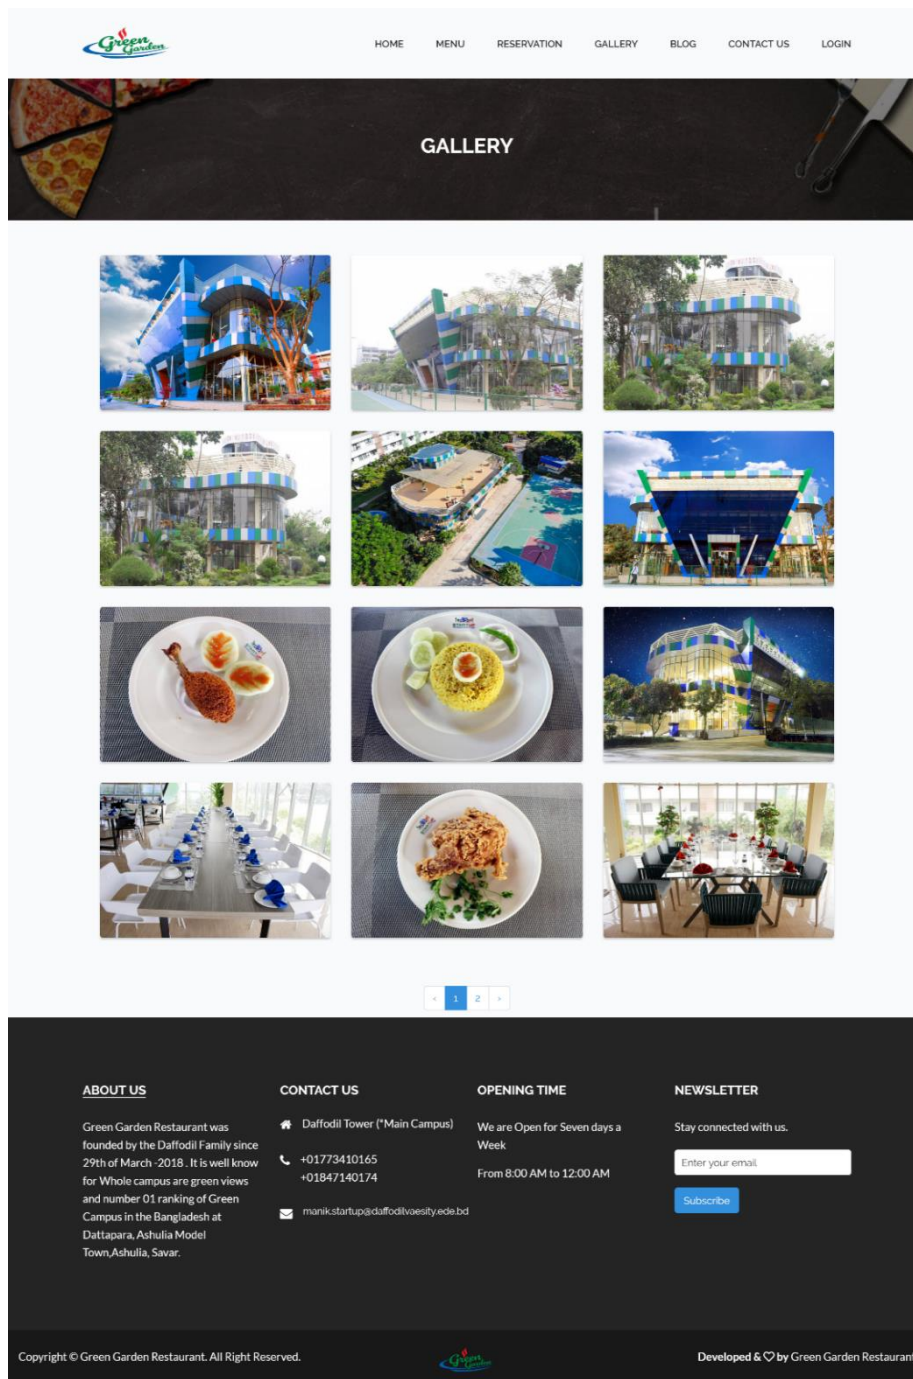 Green
Garden
HOME MENU RESERVATION GALLERY BLOG CONTACT US LOGIN
GALLERY
‹ 1 2 ›
ABOUT US
Green Garden Restaurant was
founded by the Daffodil Family since
29th of March -2018 . It is well know
for Whole campus are green views
and number 01 ranking of Green
Campus in the Bangladesh at
Dattapara, Ashulia Model
Town,Ashulia, Savar.
CONTACT US
Daffodil Tower (*Main Campus)
+01773410165
+01847140174
manik.startup@daffodilvaesity.ede.bd
OPENING TIME
We are Open for Seven days a
Week
From 8:00 AM to 12:00 AM
NEWSLETTER
Stay connected with us.
Enter your email
Subscribe
Copyright © Green Garden Restaurant. All Right Reserved.
Green
Garden
Developed & ♡ by Green Garden Restaurant